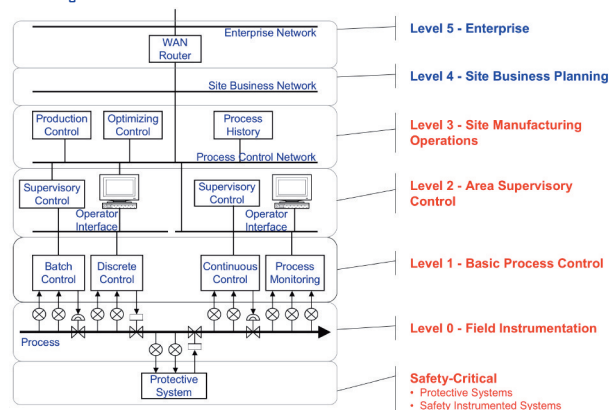 Enterprise Network
WAN
Router
Level 5 - Enterprise
Site Business Network
Level 4 - Site Business Planning
Production
Control
Optimizing
Control
Process
History
Process Control Network
Level 3 - Site Manufacturing
Operations
Supervisory
Control
Operator
Interface
Supervisory
Control
Operator
Interface
Level 2 - Area Supervisory
Control
Batch
Control
Discrete
Control
Continuous
Control
Process
Monitoring
Level 1 - Basic Process Control
Process
Level 0 - Field Instrumentation
Protective
System
Safety-Critical
• Protective Systems
• Safety Instrumented Systems